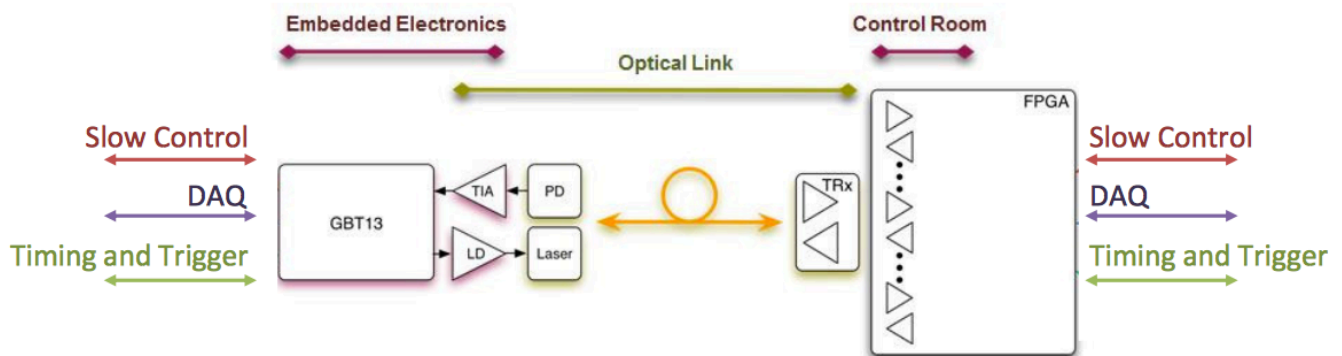 Embedded Electronics
Control Room
Optical Link
FPGA
Slow Control
DAQ
Timing and Trigger
GBT13
TIA
PD
LD
Laser
TRx
Slow Control
DAQ
Timing and Trigger